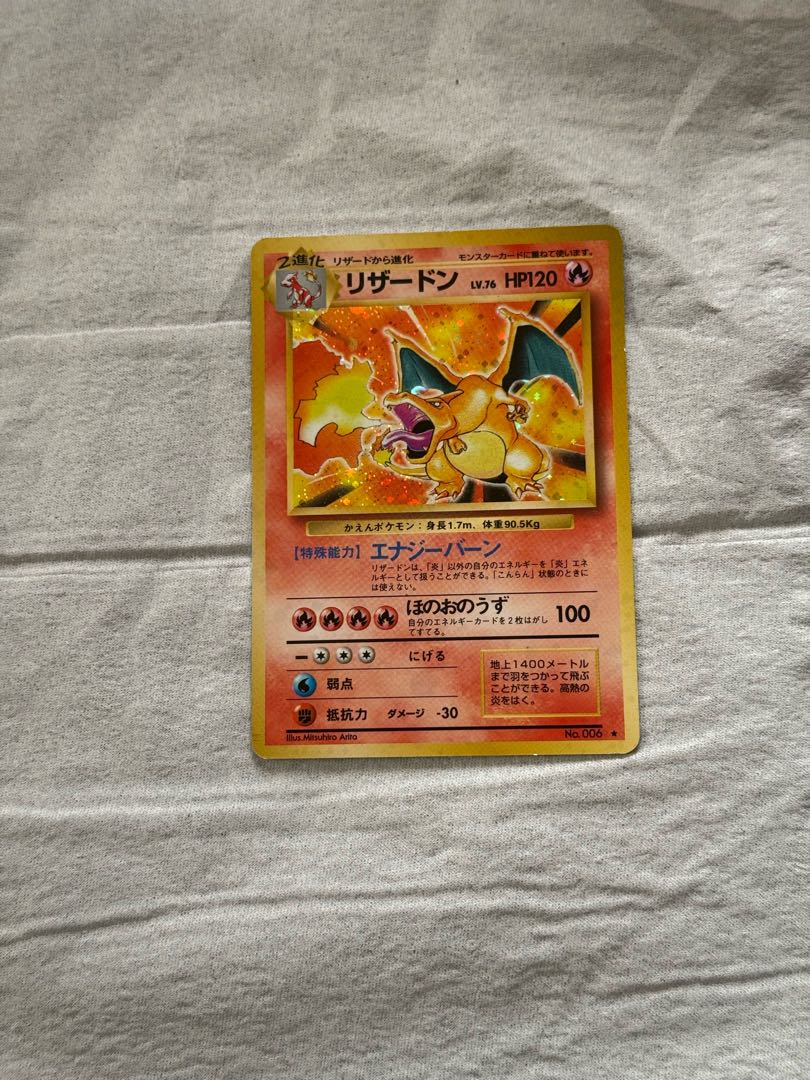 2進化 リザードから進化 モンスターカードに重ねて使います。
リザードン LV.76 HP120
かえんポケモン：身長1.7m、体重90.5Kg
【特殊能力】 エナジーバーン
リザードンは、「炎」以外の自分のエネルギーを「炎」エネ
ルギーとして扱うことができる。「こんらん」状態のときに
は使えない。
ほのおのうず 100
自分のエネルギーカードを２枚はがし
てすてる。
にげる
弱点
抵抗力 ダメージ -30
地上1400メートル
まで羽をつかって飛ぶ
ことができる。高熱の
炎をはく。
Illus.Mitsuhiro Arita
No. 006 ★